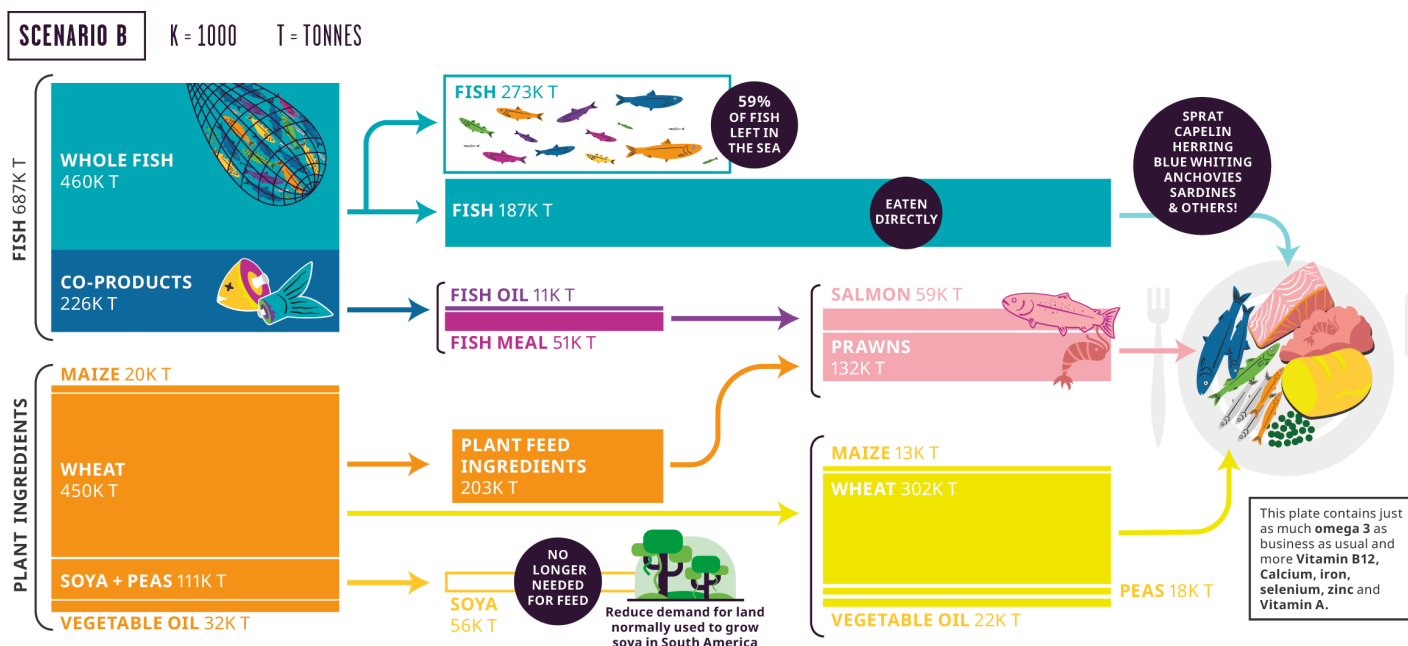 SCENARIO B
K = 1000
T = TONNES
FISH 687K T
WHOLE FISH
460K T
CO-PRODUCTS
226K T
FISH 273K T
59%
OF FISH
LEFT IN
THE SEA
FISH 187K T
EATEN
DIRECTLY
SPRAT
CAPELIN
HERRING
BLUE WHITING
ANCHOVIES
SARDINES
& OTHERS!
FISH OIL 11K T
FISH MEAL 51K T
SALMON 59K T
PRAWNS
132K T
PLANT INGREDIENTS
MAIZE 20K T
WHEAT
450K T
SOYA + PEAS 111K T
VEGETABLE OIL 32K T
PLANT FEED
INGREDIENTS
203K T
SOYA
56K T
NO
LONGER
NEEDED
FOR FEED
Reduce demand for land
normally used to grow
soya in South America
MAIZE 13K T
WHEAT 302K T
PEAS 18K T
VEGETABLE OIL 22K T
This plate contains just
as much omega 3 as
business as usual and
more Vitamin B12,
Calcium, iron,
selenium, zinc and
Vitamin A.